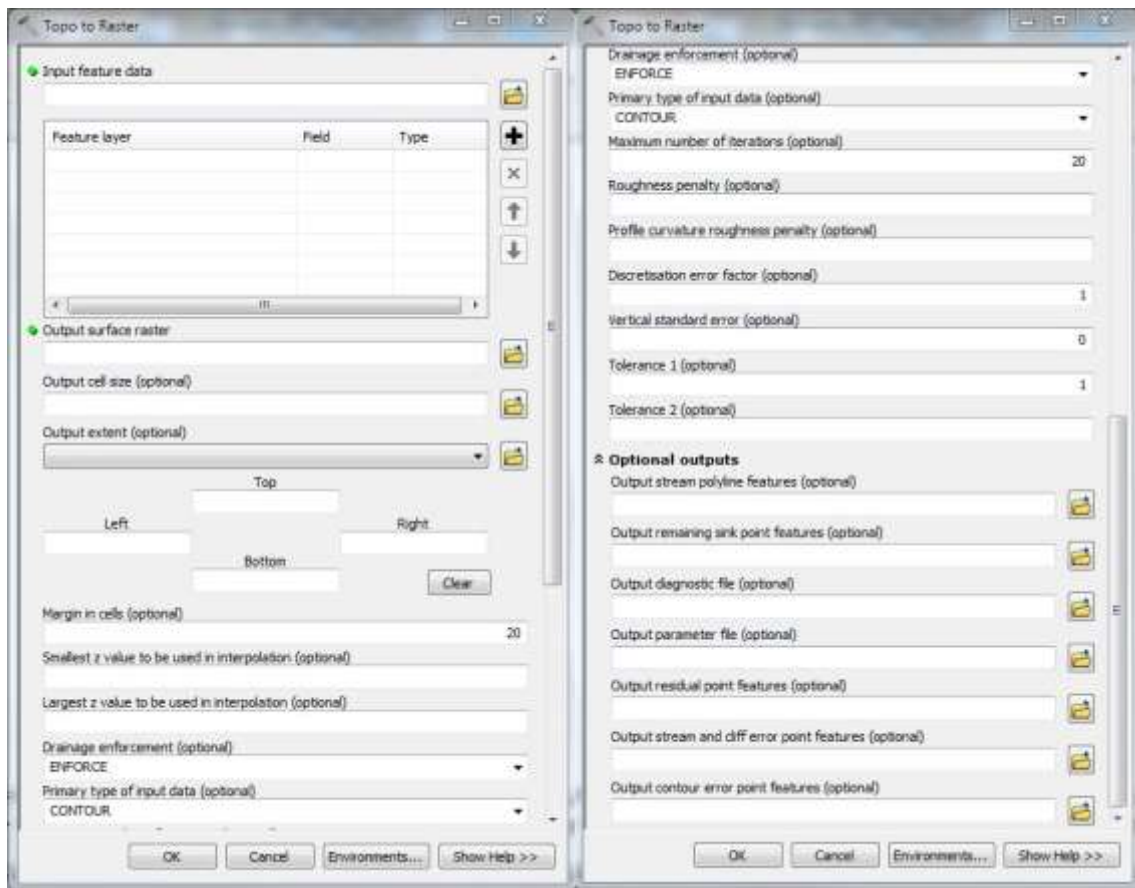 Topo to Raster
Input feature data
Feature layer Field Type
Output surface raster
Output cell size (optional)
Output extent (optional)
Top
Left Right
Bottom
Clear
Margin in cells (optional)
20
Smallest z value to be used in interpolation (optional)
Largest z value to be used in interpolation (optional)
Drainage enforcement (optional)
ENFORCE
Primary type of input data (optional)
CONTOUR
OK Cancel Environments... Show Help >>
Topo to Raster
Drainage enforcement (optional)
ENFORCE
Primary type of input data (optional)
CONTOUR
Maximum number of iterations (optional)
20
Roughness penalty (optional)
Profile curvature roughness penalty (optional)
Discretisation error factor (optional)
1
Vertical standard error (optional)
0
Tolerance 1 (optional)
1
Tolerance 2 (optional)
Optional outputs
Output stream polyline features (optional)
Output remaining sink point features (optional)
Output diagnostic file (optional)
Output parameter file (optional)
Output residual point features (optional)
Output stream and cliff error point features (optional)
Output contour error point features (optional)
OK Cancel Environments... Show Help >>